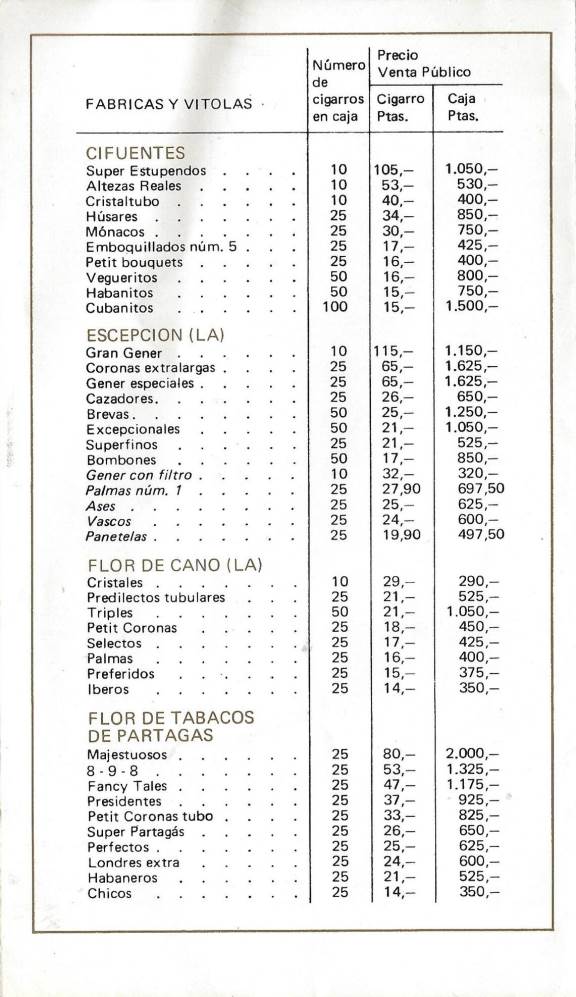 Número de cigarros en caja
Precio Venta Público
FABRICAS Y VITOLAS
Cigarro Ptas.
Caja Ptas.
CIFUENTES
Super Estupendos . . . . 10 105,— 1.050,—
Altezas Reales . . . . . 10 53,— 530,—
Cristaltubo . . . . . . 10 40,— 400,—
Húsares . . . . . . . 25 34,— 850,—
Mónacos . . . . . . . 25 30,— 750,—
Emboquillados núm. 5 . . . 25 17,— 425,—
Petit bouquets . . . . . 25 16,— 400,—
Vegueritos . . . . . . 50 16,— 800,—
Habanitos . . . . . . 50 15,— 750,—
Cubanitos . . . . . . 100 15,— 1.500,—
ESCEPCION (LA)
Gran Gener . . . . . . 10 115,— 1.150,—
Coronas extralargas . . . . 25 65,— 1.625,—
Gener especiales . . . . . 25 65,— 1.625,—
Cazadores. . . . . . . 25 26,— 650,—
Brevas. . . . . . . . 50 25,— 1.250,—
Excepcionales . . . . . 50 21,— 1.050,—
Superfinos . . . . . . 25 21,— 525,—
Bombones . . . . . . 50 17,— 850,—
Gener con filtro . . . . . 10 32,— 320,—
Palmas núm. 1 . . . . . 25 27,90 697,50
Ases . . . . . . . . 25 25,— 625,—
Vascos . . . . . . . 25 24,— 600,—
Panetelas . . . . . . . 25 19,90 497,50
FLOR DE CANO (LA)
Cristales . . . . . . . 10 29,— 290,—
Predilectos tubulares . . . 25 21,— 525,—
Triples . . . . . . . 50 21,— 1.050,—
Petit Coronas . . . . . 25 18,— 450,—
Selectos . . . . . . . 25 17,— 425,—
Palmas . . . . . . . 25 16,— 400,—
Preferidos . . . . . . 25 15,— 375,—
Iberos . . . . . . . 25 14,— 350,—
FLOR DE TABACOS
DE PARTAGAS
Majestuosos . . . . . . 25 80,— 2.000,—
8 - 9 - 8 . . . . . . . 25 53,— 1.325,—
Fancy Tales . . . . . . 25 47,— 1.175,—
Presidentes . . . . . . 25 37,— 925,—
Petit Coronas tubo . . . . 25 33,— 825,—
Super Partagás . . . . . 25 26,— 650,—
Perfectos . . . . . . . 25 25,— 625,—
Londres extra . . . . . 25 24,— 600,—
Habaneros . . . . . . 25 21,— 525,—
Chicos . . . . . . . 25 14,— 350,—